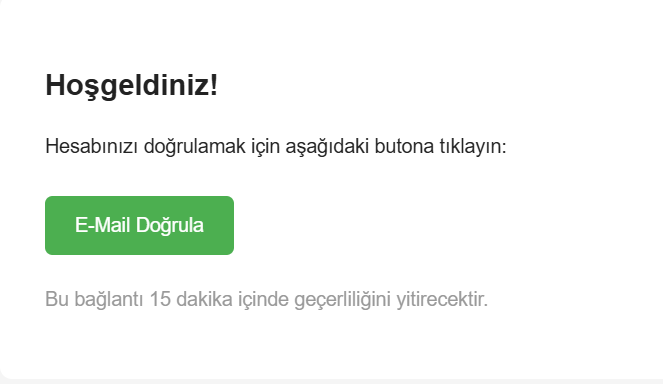 Hoşgeldiniz!
Hesabınızı doğrulamak için aşağıdaki butona tıklayın:
E-Mail Doğrula
Bu bağlantı 15 dakika içinde geçerliliğini yitirecektir.